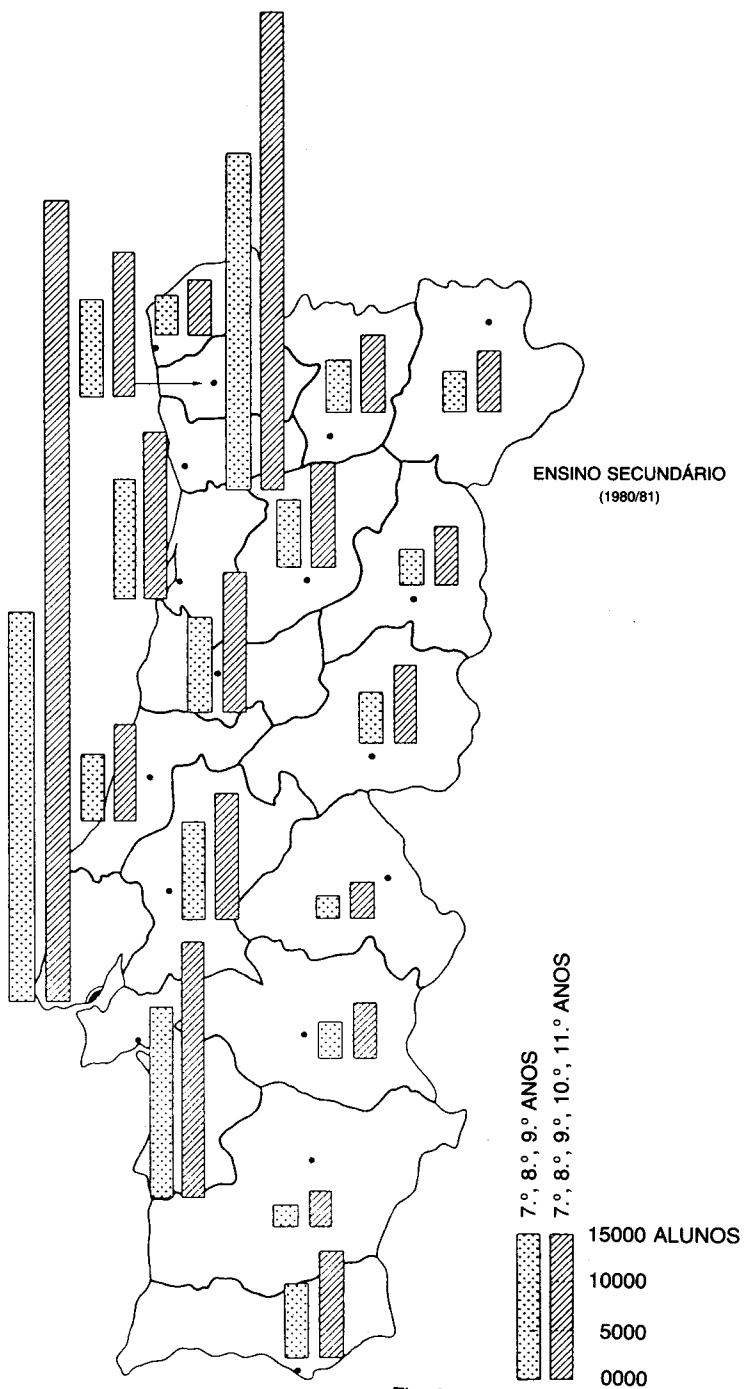 ENSINO SECUNDÁRIO
(1980/81)
7.º, 8.º, 9.º ANOS
7.º, 8.º, 9.º, 10.º, 11.º ANOS
15000 ALUNOS
10000
5000
0000